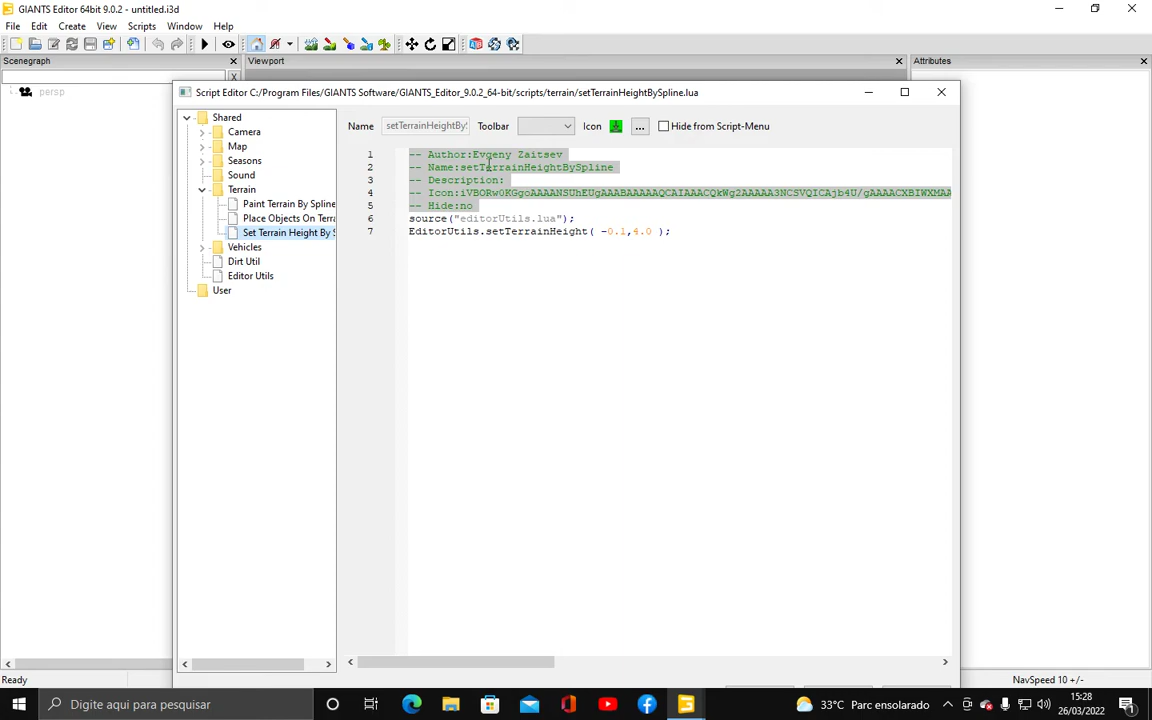 GIANTS Editor 64bit 9.0.2 - untitled.i3d
File Edit Create View Scripts Window Help
Scenegraph
Viewport
Attributes
X
persp
Script Editor C:/Program Files/GIANTS Software/GIANTS_Editor_9.0.2_64-bit/scripts/terrain/setTerrainHeightBySpline.lua
Shared
Camera
Map
Seasons
Terrain
Paint Terrain By Spline
Place Objects On Terra
Set Terrain Height By S
Vehicles
Dirt Util
Editor Utils
Sound
User
Name setTerrainHeightBy! Toolbar Icon ... Hide from Script-Menu
1 -- Author:Evgeny Zaitsev
2 -- Name:setTerrainHeightBySpline
3 -- Description:
4 -- Icon:iVBORw0KGgoAAAANSUhEUgAAABAAAAAQCAIAAACQkWg2AAAAA3NCSVQICAjb4U/gAAAACXBIWXMAA
5 -- Hide:no
6 source("editorUtils.lua");
7 EditorUtils.setTerrainHeight( -0.1,4.0 );
Ready
NavSpeed 10 +/-
Digite aqui para pesquisar
33°C Parc ensolarado
15:28
26/03/2022
1